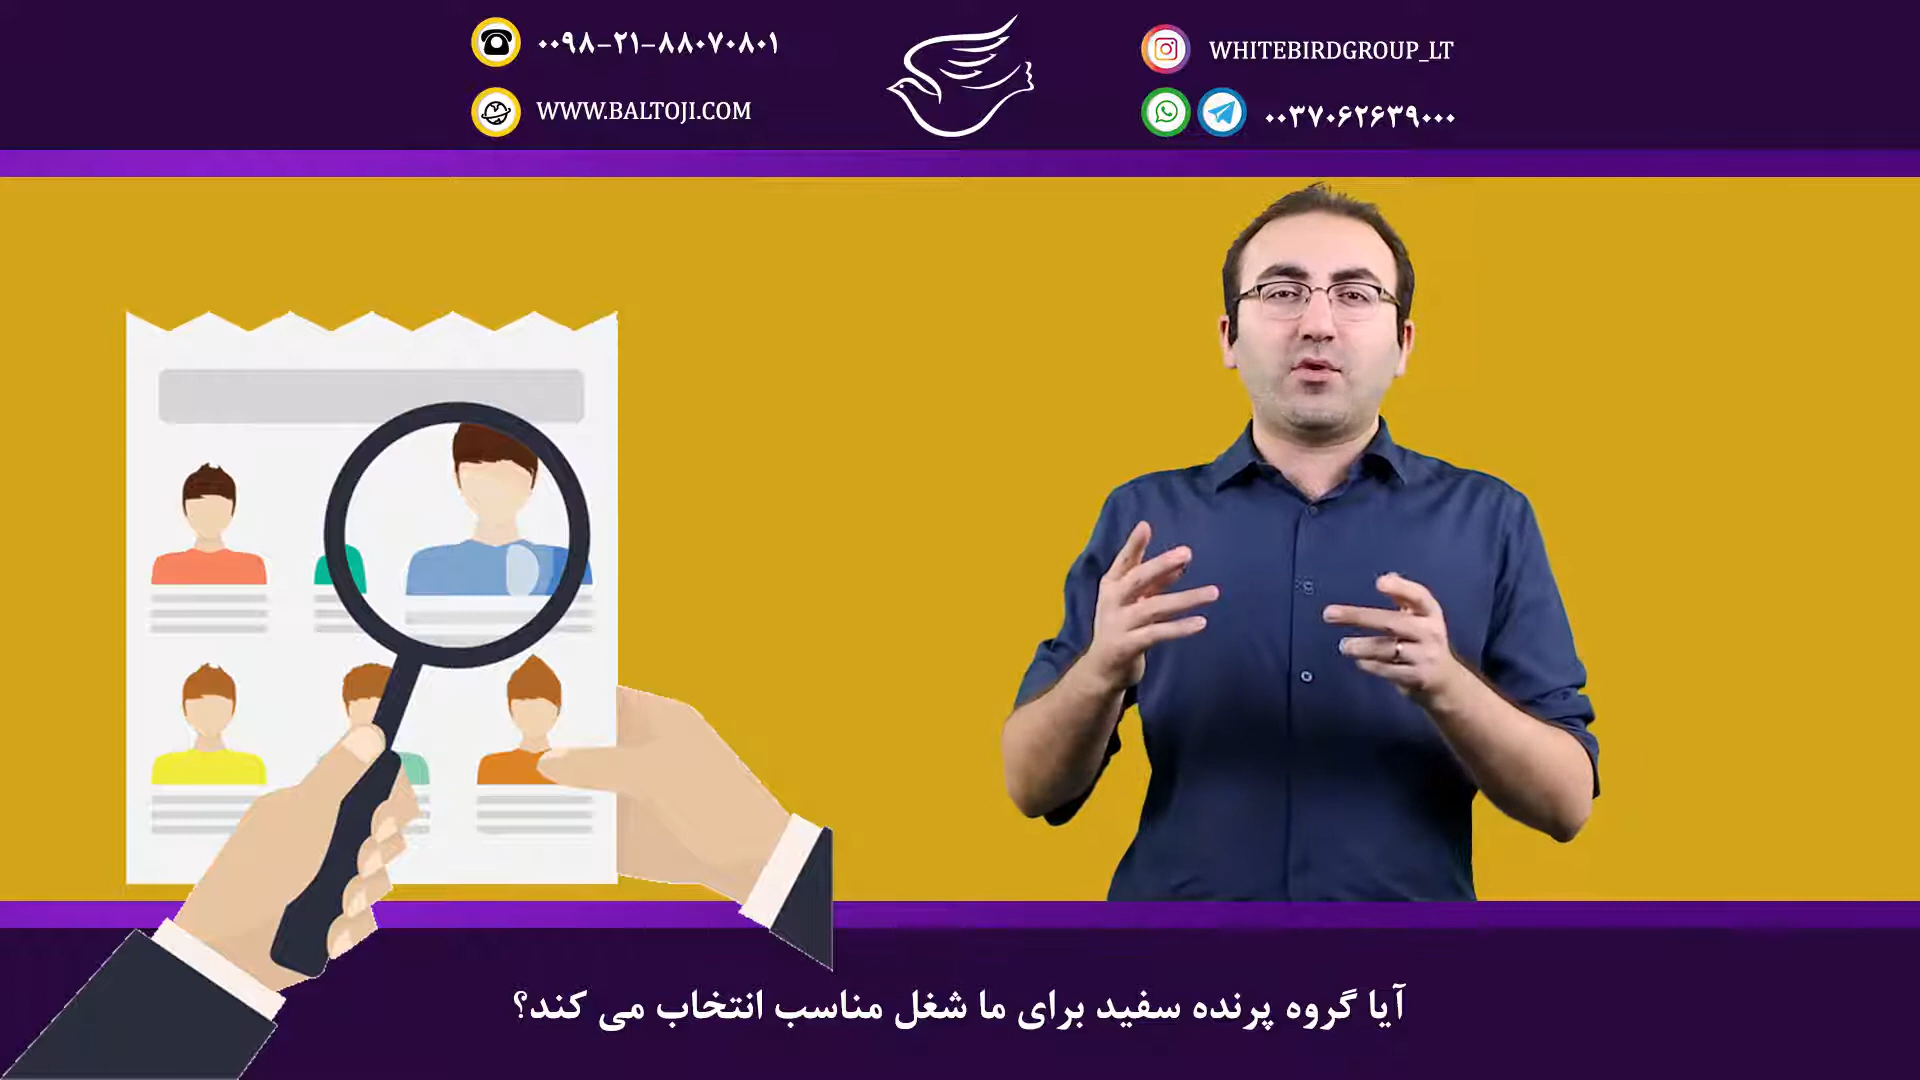 ۰۰۹۸-۲۱-۸۸۰۷۰۸۰۱
WWW.BALTOJI.COM
WHITEBIRDGROUP_LT
۰۰۳۷۰۶۲۶۳۹۰۰۰
آیا گروه پرنده سفید برای ما شغل مناسب انتخاب می کند؟